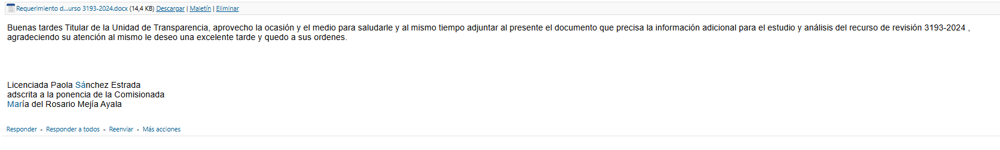 Requerimiento d...urso 3193-2024.docx (14,4 KB) Descargar | Maletín | Eliminar
Buenas tardes Titular de la Unidad de Transparencia, aprovecho la ocasión y el medio para saludarle y al mismo tiempo adjuntar al presente el documento que precisa la información adicional para el estudio y análisis del recurso de revisión 3193-2024 ,
agradeciendo su atención al mismo le deseo una excelente tarde y quedo a sus ordenes.
Licenciada Paola Sánchez Estrada
adscrita a la ponencia de la Comisionada
María del Rosario Mejía Ayala
Responder - Responder a todos - Reenviar - Más acciones